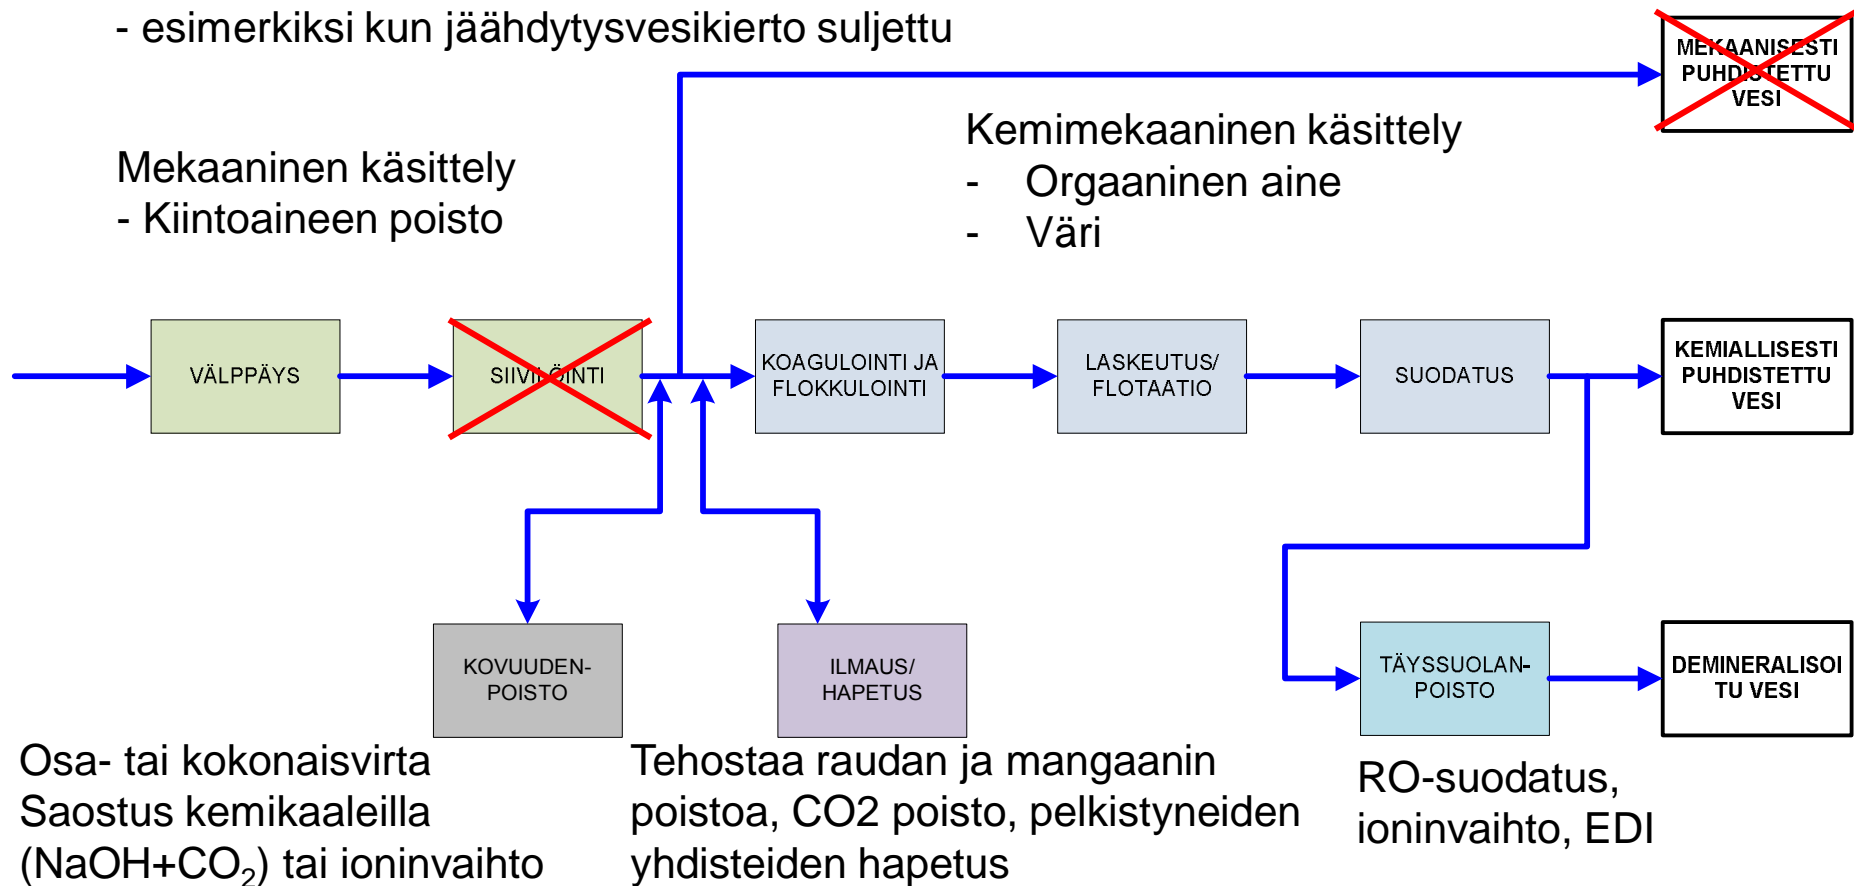 - esimerkiksi kun jäähdytysvesikierto suljettu
MEKAANISESTI
PUHDISTETTU
VESI
Mekaaninen käsittely
- Kiintoaineen poisto
Kemimekaaninen käsittely
- Orgaaninen aine
- Väri
VÄLPPÄYS
SIIVILÖINTI
KOAGULOINTI JA
FLOKKULOINTI
LASKEUTUS/
FLOTAATIO
SUODATUS
KEMIALLISESTI
PUHDISTETTU
VESI
KOVUUDEN-
POISTO
ILMAUS/
HAPETUS
TÄYSSUOLAN-
POISTO
DEMINERALISOI
TU VESI
Osa- tai kokonaisvirta
Saostus kemikaaleilla
(NaOH+CO₂) tai ioninvaihto
Tehostaa raudan ja mangaanin
poistoa, CO2 poisto, pelkistyneiden
yhdisteiden hapetus
RO-suodatus,
ioninvaihto, EDI